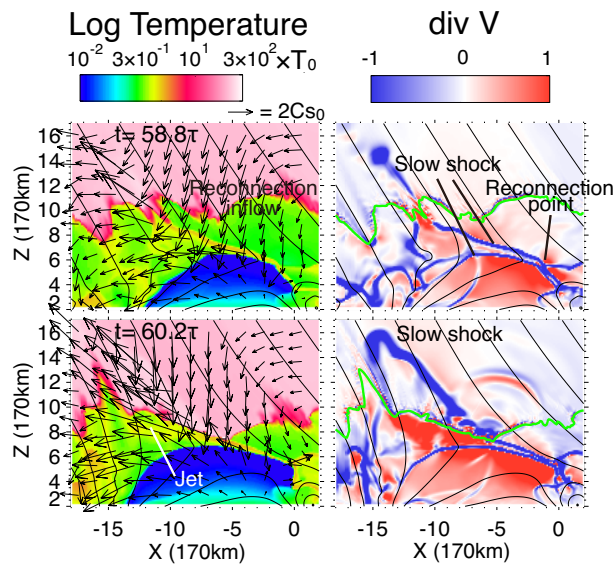 Log Temperature
div V
10⁻² 3×10⁻¹ 10¹ 3×10² ×T₀
-1 0 1
= 2Cs₀
t= 58.8τ
Reconnection
inflow
Slow shock
Reconnection
point
Z (170km)
16
14
12
10
8
6
4
2
t= 60.2τ
Jet
Slow shock
Z (170km)
16
14
12
10
8
6
4
2
-15 -10 -5 0
X (170km)
-15 -10 -5 0
X (170km)